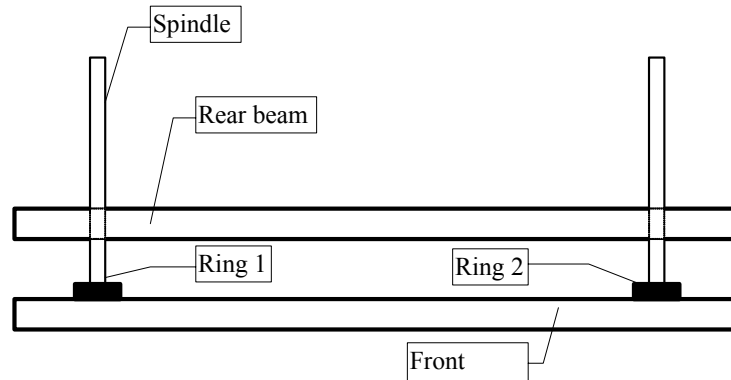 Spindle
Rear beam
Ring 1
Ring 2
Front